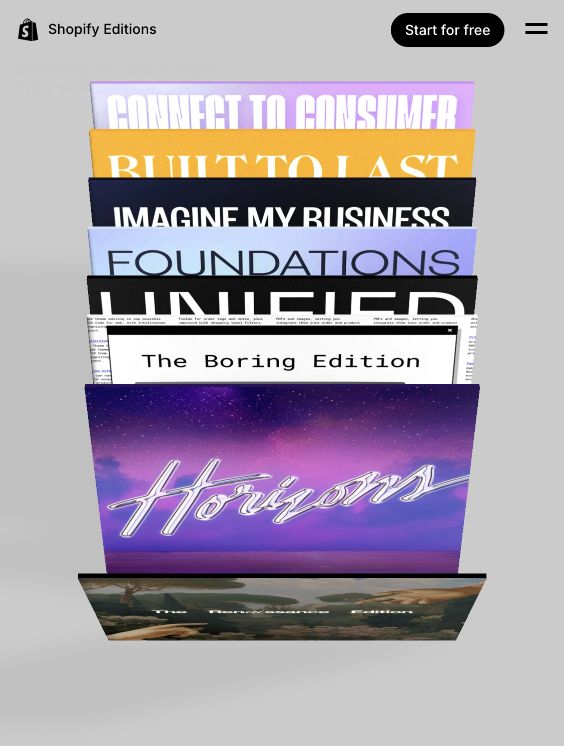 Shopify Editions
Start for free
CONNECT TO CONSUMER
BUILT TO LAST
IMAGINE MY BUSINESS
FOUNDATIONS
UNIFIED
The Boring Edition
Horizons
The Renaissance Edition